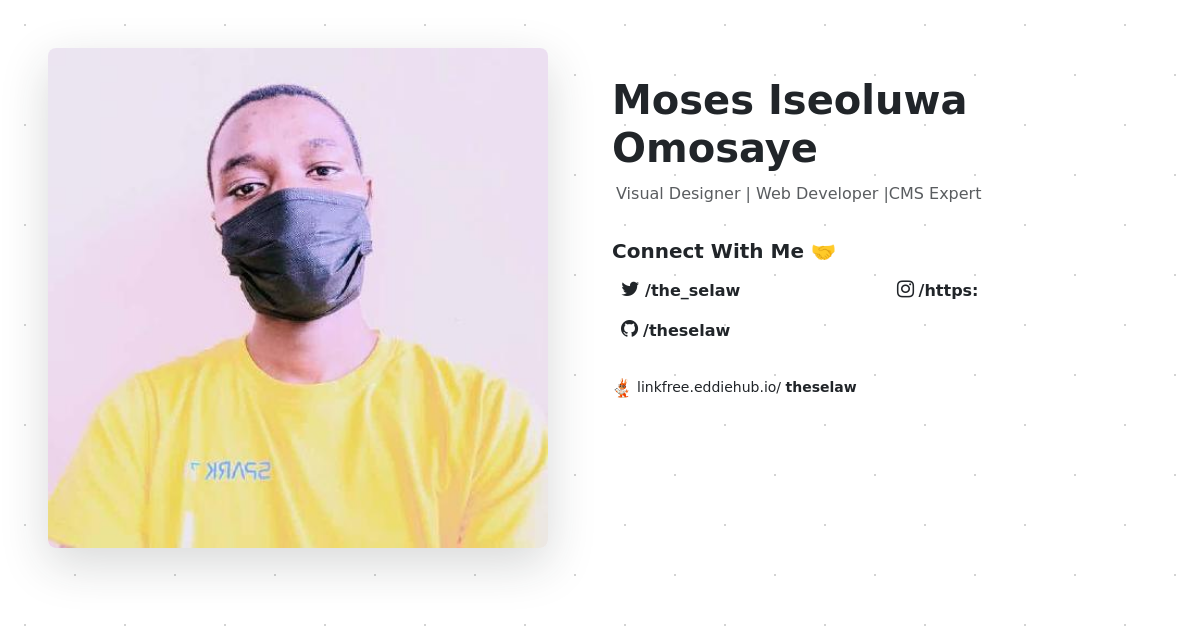 Moses Iseoluwa
Omosaye
Visual Designer | Web Developer |CMS Expert
Connect With Me 🤝
/the_selaw
/https:
/theselaw
linkfree.eddiehub.io/ theselaw
SPARK